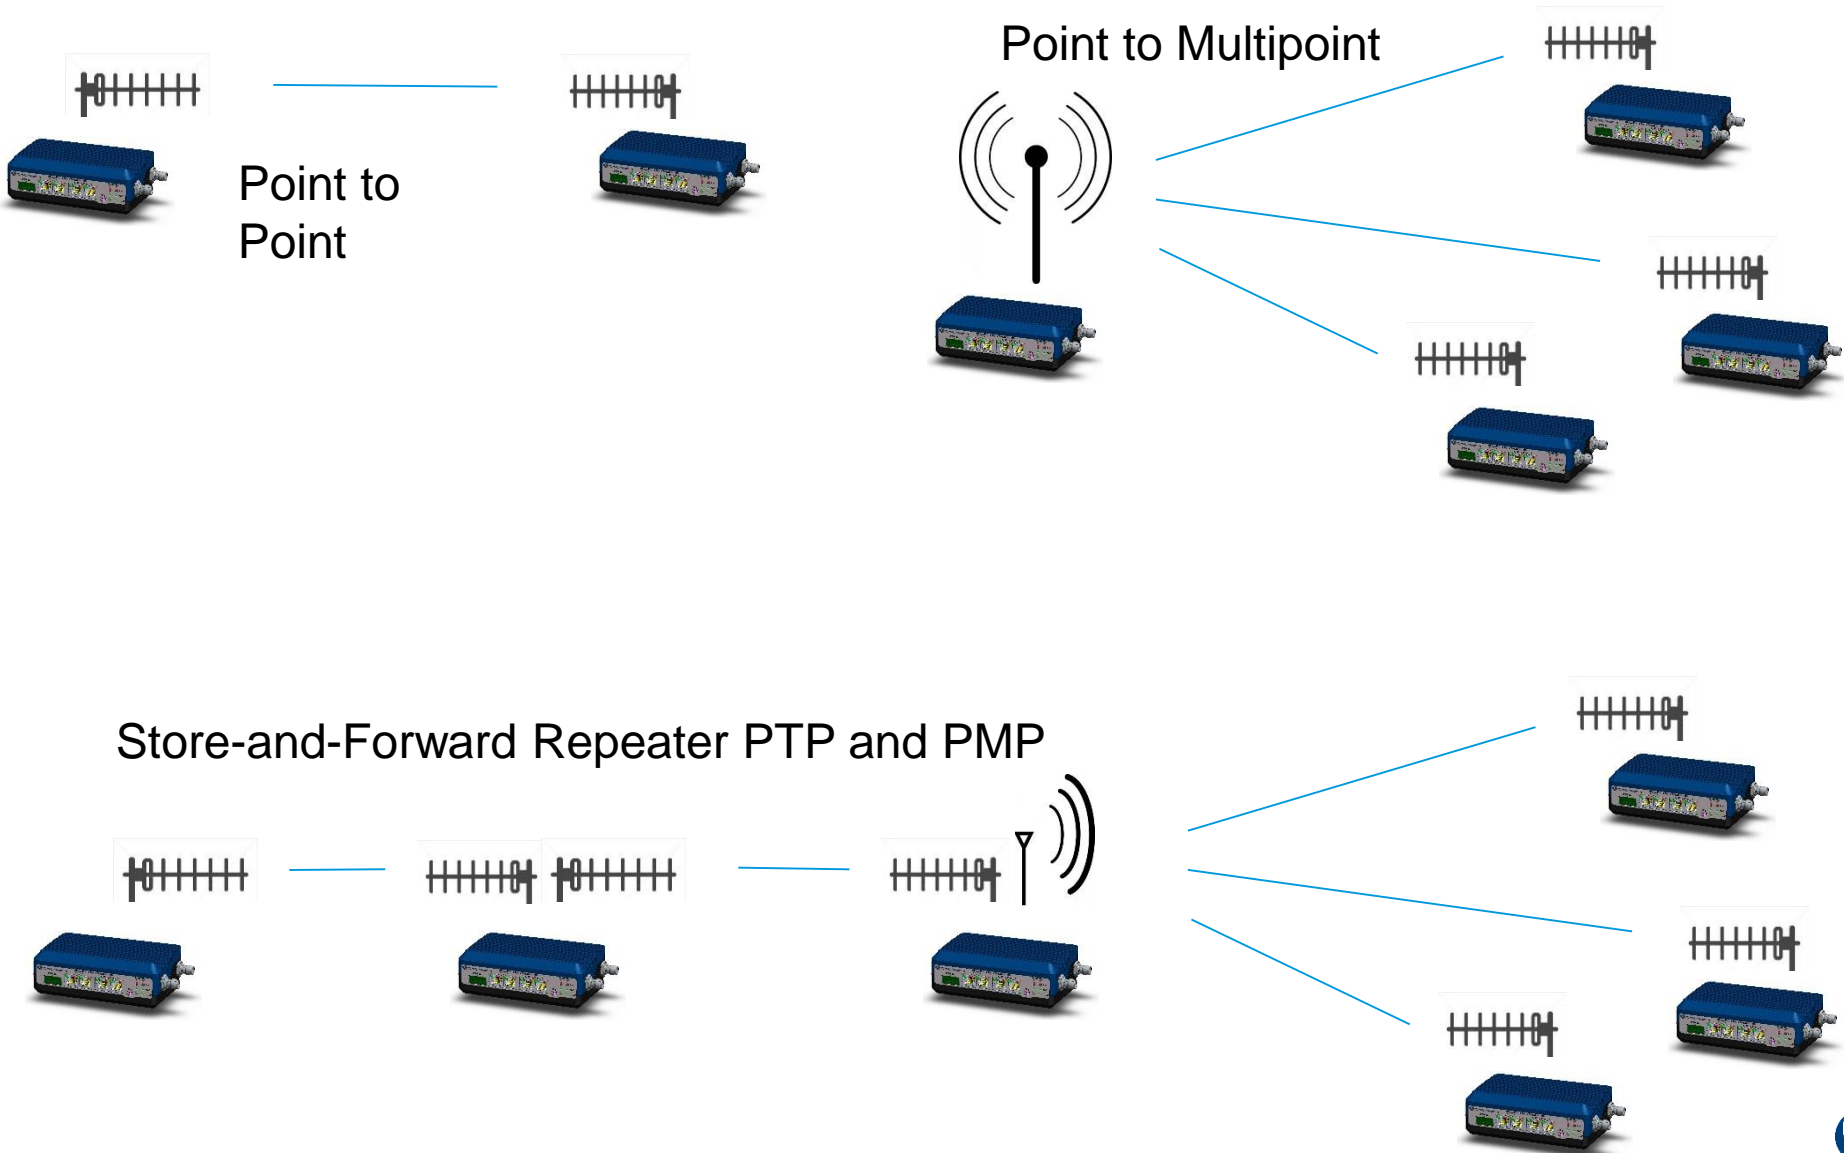 Point to Multipoint
Point to
Point
Store-and-Forward Repeater PTP and PMP